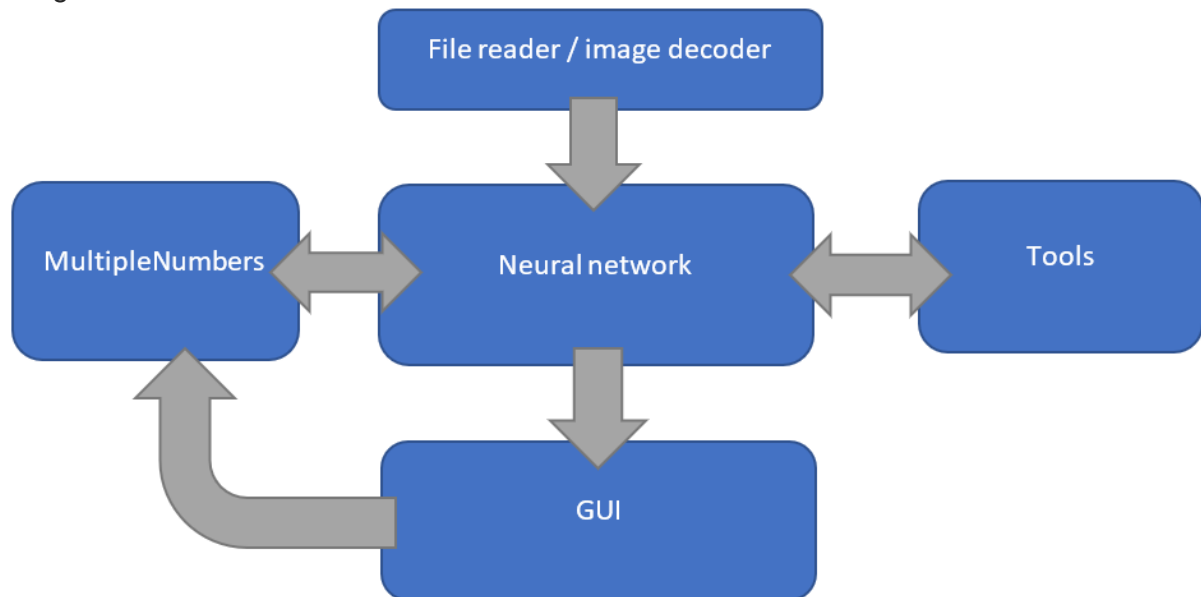 File reader / image decoder
MultipleNumbers
Neural network
Tools
GUI